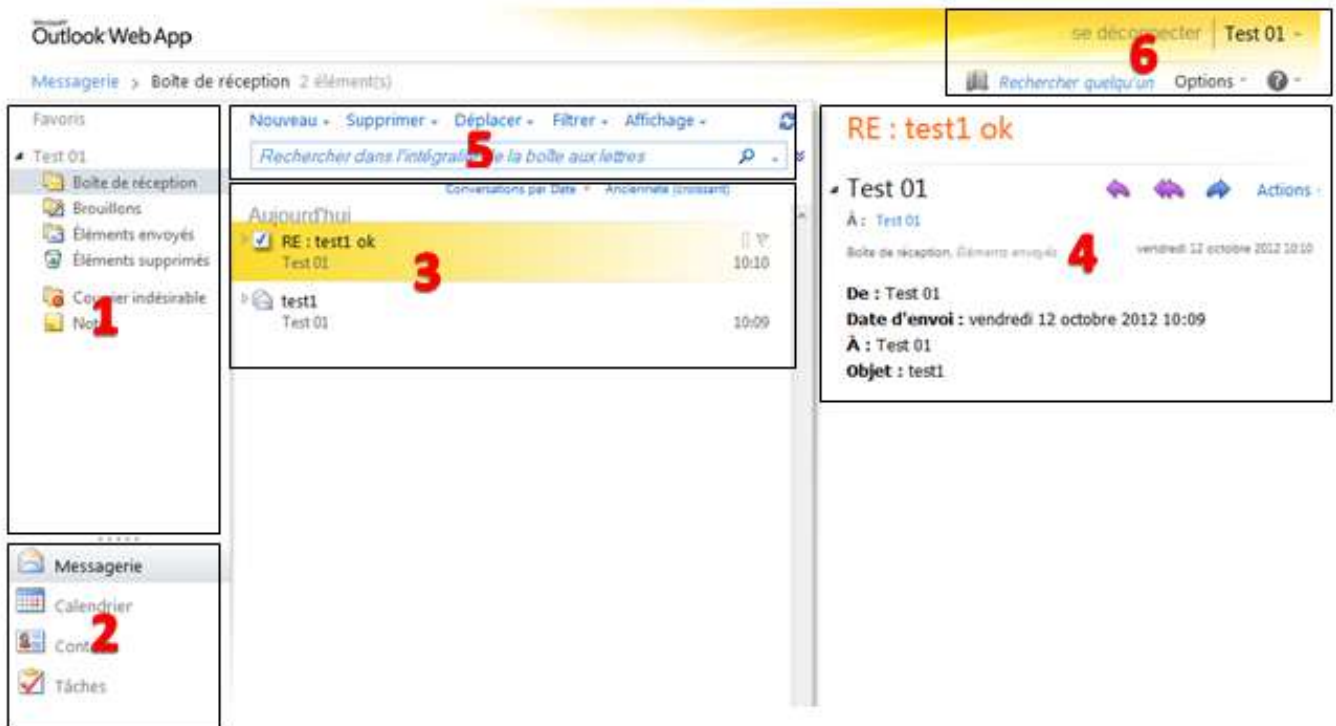 Microsoft
Outlook Web App
se déconnecter Test 01
6
Messagerie > Boîte de réception 2 élément(s)
Rechercher quelqu'un Options ?
Favoris
Test 01
Boîte de réception
Brouillons
Éléments envoyés
Éléments supprimés
Courrier indésirable
1
Nouveau Supprimer Déplacer Filtrer Affichage
Rechercher dans l'intégralité de la boîte aux lettres
5
Conversations par Date Ancienneté (croissant)
Aujourd'hui
RE : test1 ok
Test 01 10:10
3
test1
Test 01 10:09
RE : test1 ok
Test 01 Actions
À : Test 01
Boîte de réception, Éléments envoyés vendredi 12 octobre 2012 10:10
4
De : Test 01
Date d'envoi : vendredi 12 octobre 2012 10:09
À : Test 01
Objet : test1
Messagerie
Calendrier
2
Tâches